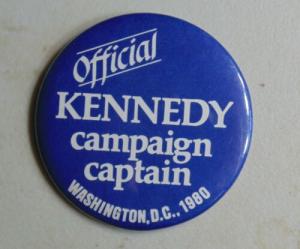 Official
KENNEDY
campaign
captain
WASHINGTON, D.C., 1980